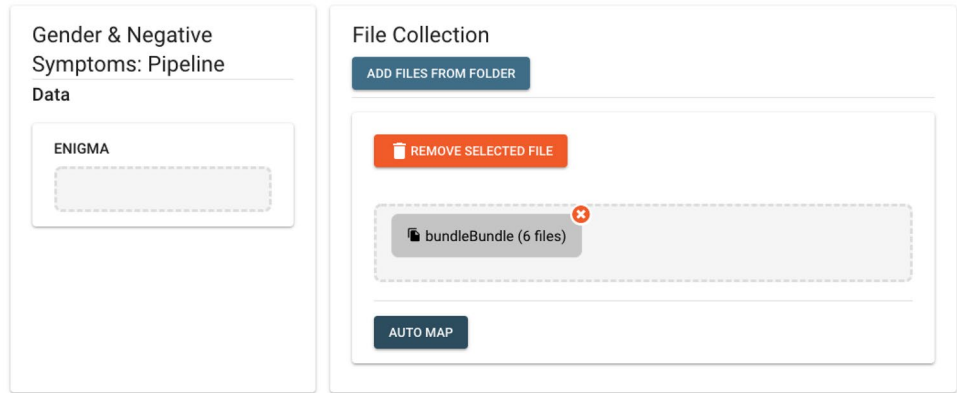 Gender & Negative
Symptoms: Pipeline
Data
ENIGMA
File Collection
ADD FILES FROM FOLDER
REMOVE SELECTED FILE
bundleBundle (6 files)
AUTO MAP